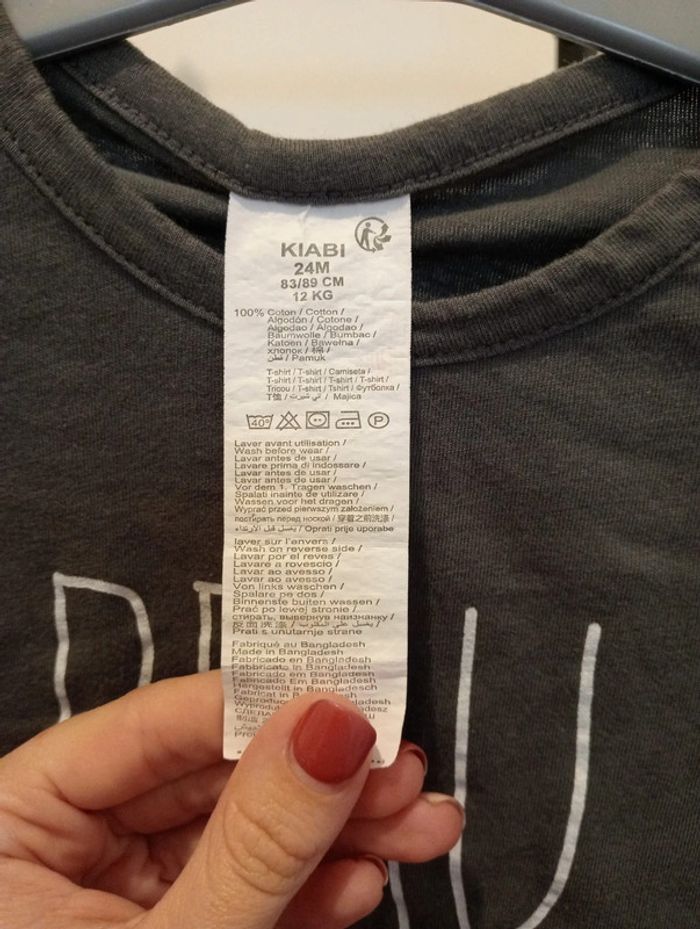 KIABI
24M
83/89 CM
12 KG
100% Coton / Cotton /
Algodón / Cotone /
Algodao / Algodao /
Baumwolle / Bumbac /
Katoen / Bawełna /
хлопок / 棉 /
قطن / Pamuk
T-shirt / T-shirt / Camiseta /
T-shirt / T-shirt / T-shirt / T-shirt /
Tricou / T-shirt / Tshirt / Футболка /
T恤 / تي شيرت / Majica
40° P
Laver avant utilisation /
Wash before wear /
Lavar antes de usar /
Lavare prima di indossare /
Lavar antes de usar /
Lavar antes de usar /
Vor dem 1. Tragen waschen /
Spalati inainte de utilizare /
Wassen voor het dragen /
Wyprać przed pierwszym założeniem /
постирать перед ноской / 穿着之前洗涤 /
يغسل قبل الارتداء / Oprati prije uporabe
laver sur l'envers /
Wash on reverse side /
Lavar por el reves /
Lavare a rovescio /
Lavar ao avesso /
Lavar ao avesso /
Von links waschen /
Spalare pe dos /
Binnenste buiten wassen /
Prać po lewej stronie /
стирать, вывернув наизнанку /
反面洗涤 / يغسل على المقلوب /
Prati s unutarnje strane
Fabriqué au Bangladesh
Made in Bangladesh
Fabricado en Bangladesh
Fabbricato in Bangladesh
Fabricado em Bangladesh
Fabricado Em Bangladesh
Hergestellt in Bangladesch
Fabricat in